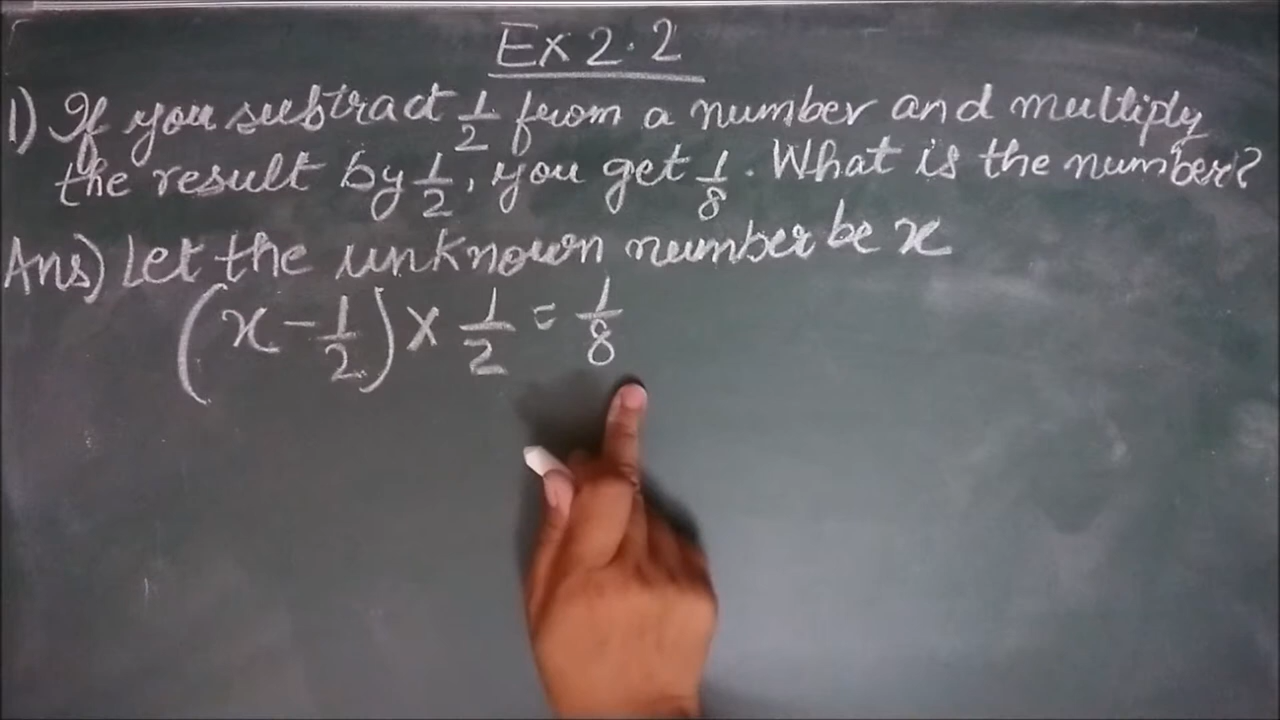 Ex 2.2
1) If you subtract 1/2 from a number and multiply
the result by 1/2, you get 1/8. What is the number?
Ans) Let the unknown number be x
(x - 1/2) × 1/2 = 1/8